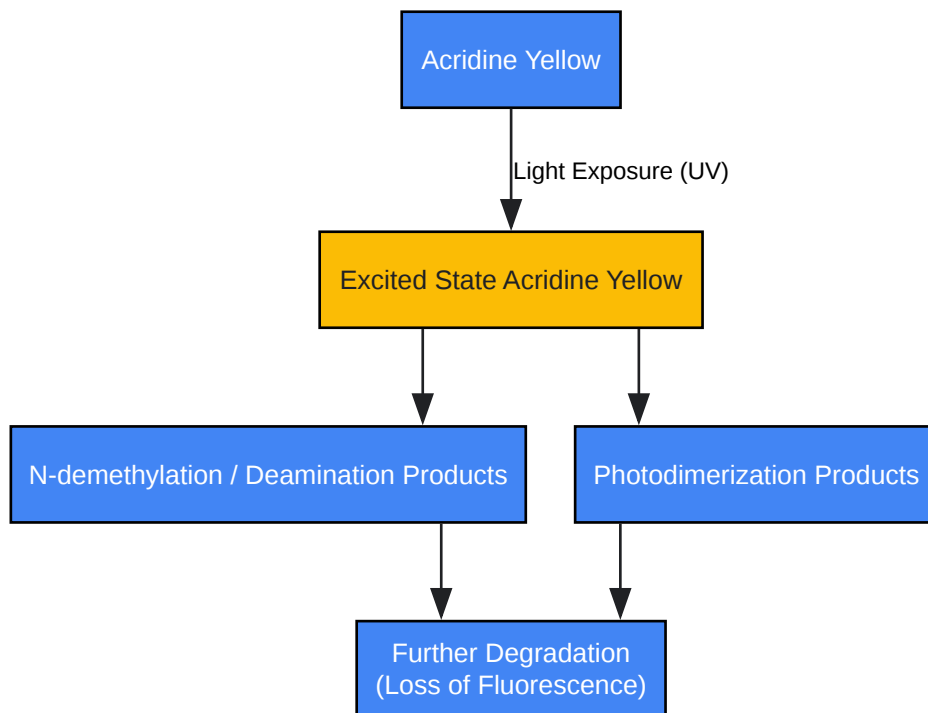 Acridine Yellow
Light Exposure (UV)
Excited State Acridine Yellow
N-demethylation / Deamination Products
Photodimerization Products
Further Degradation
(Loss of Fluorescence)